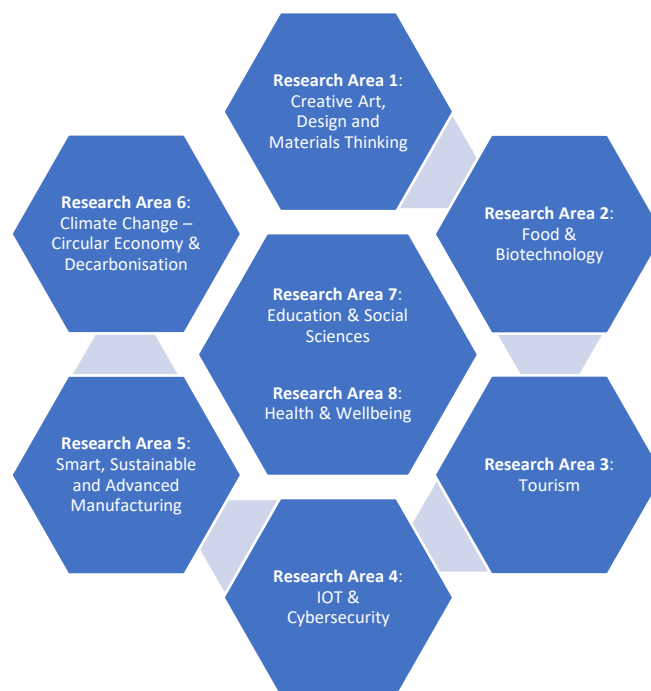 Research Area 1:
Creative Art,
Design and
Materials Thinking
Research Area 2:
Food &
Biotechnology
Research Area 3:
Tourism
Research Area 4:
IOT &
Cybersecurity
Research Area 5:
Smart, Sustainable
and Advanced
Manufacturing
Research Area 6:
Climate Change –
Circular Economy &
Decarbonisation
Research Area 7:
Education & Social
Sciences
Research Area 8:
Health & Wellbeing